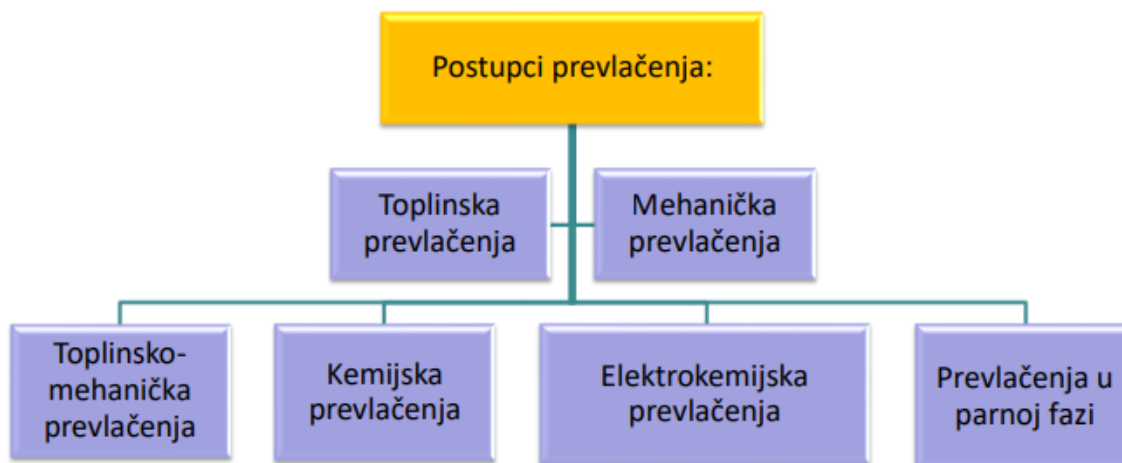 Postupci prevlačenja:
Toplinska
prevlačenja
Mehanička
prevlačenja
Toplinsko-
mehanička
prevlačenja
Kemijska
prevlačenja
Elektrokemijska
prevlačenja
Prevlačenja u
parnoj fazi